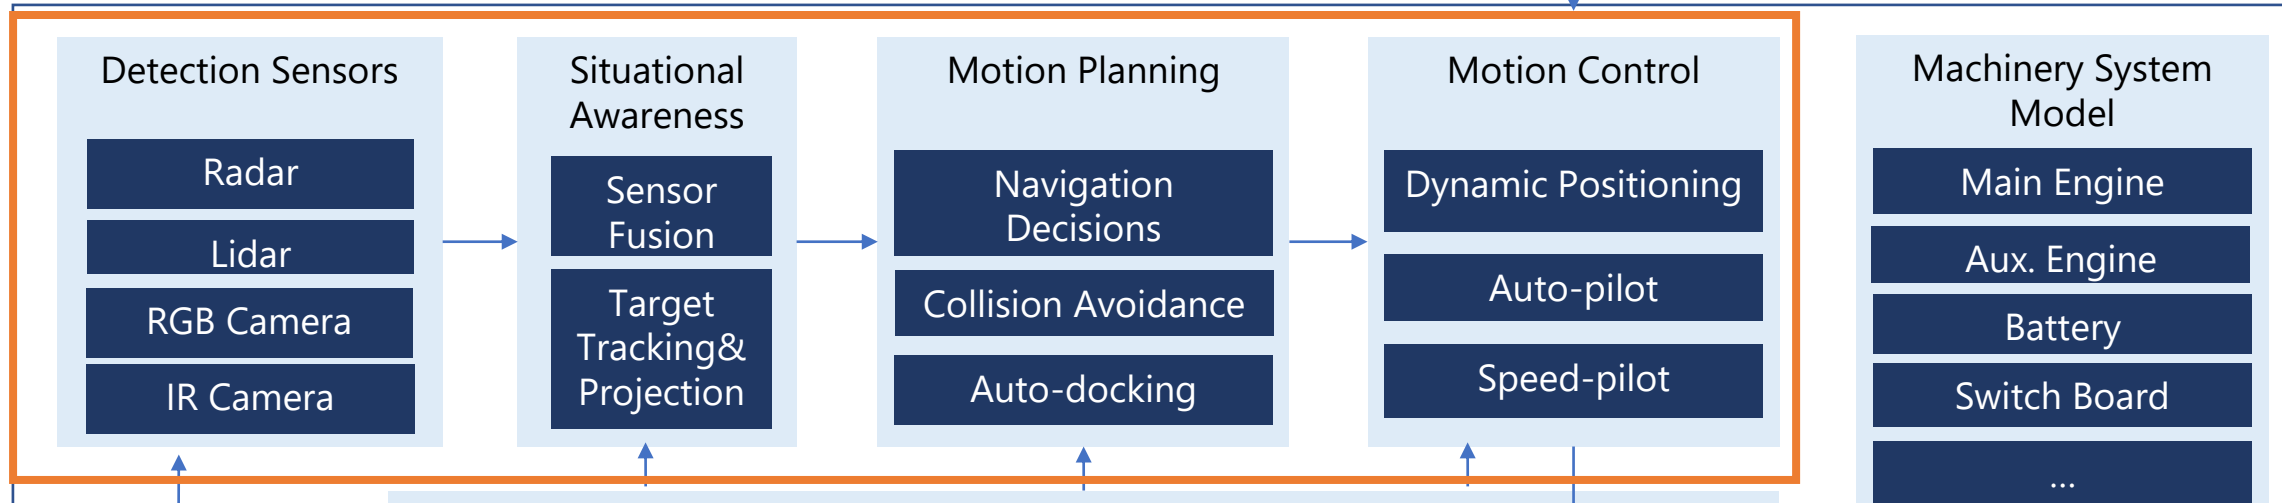 Detection Sensors
Radar
Lidar
RGB Camera
IR Camera
Situational
Awareness
Sensor
Fusion
Target
Tracking&
Projection
Motion Planning
Navigation
Decisions
Collision Avoidance
Auto-docking
Motion Control
Dynamic Positioning
Auto-pilot
Speed-pilot
Machinery System
Model
Main Engine
Aux. Engine
Battery
Switch Board
...